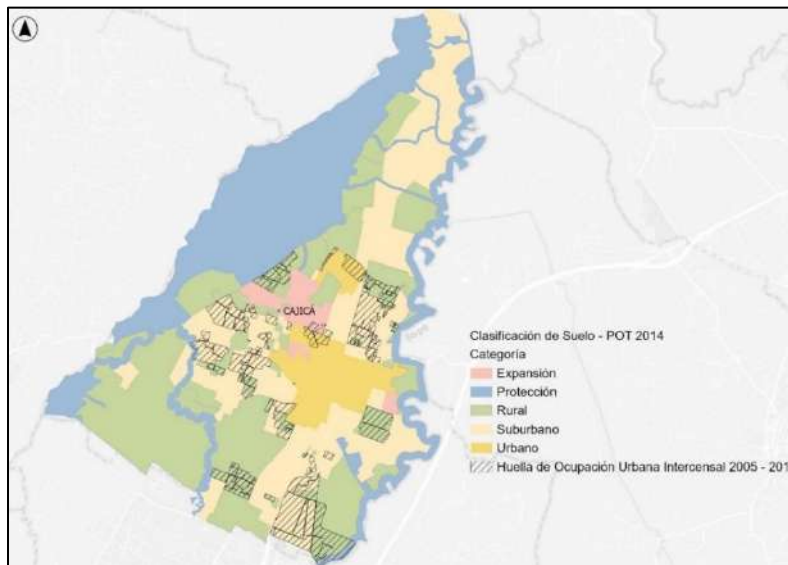 CAJICA
Clasificación de Suelo - POT 2014
Categoría
Expansión
Protección
Rural
Suburbano
Urbano
Huella de Ocupación Urbana Intercensal 2005 - 201